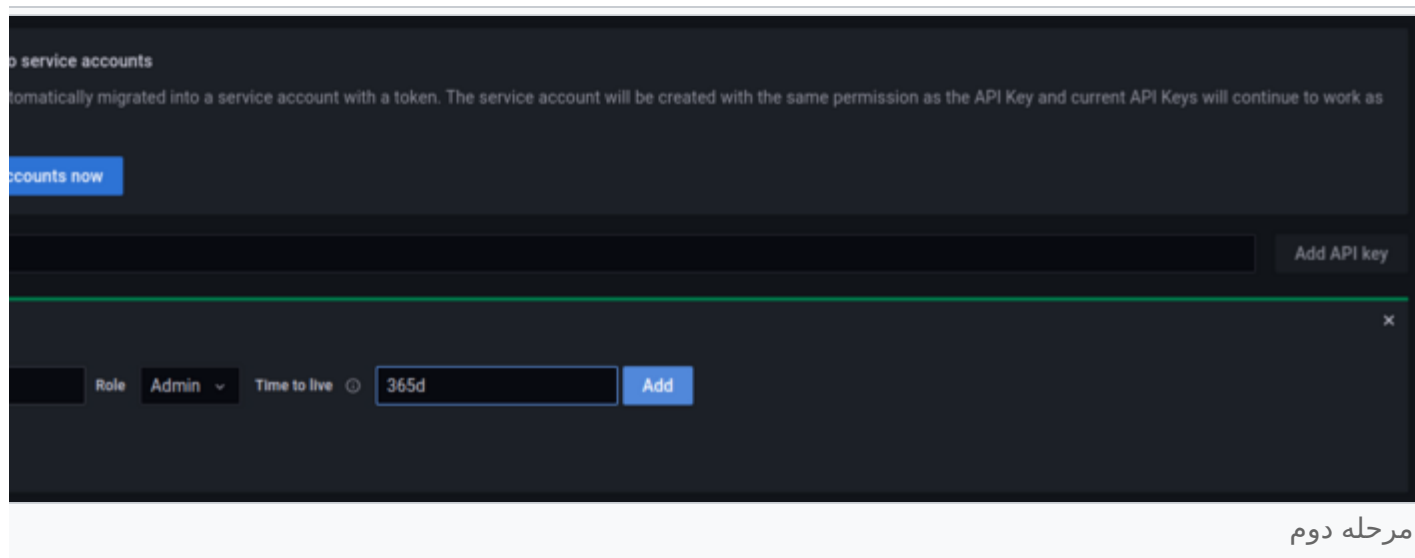 o service accounts
tomatically migrated into a service account with a token. The service account will be created with the same permission as the API Key and current API Keys will continue to work as
ccounts now
Add API key
Role Admin Time to live 365d Add
مرحله دوم